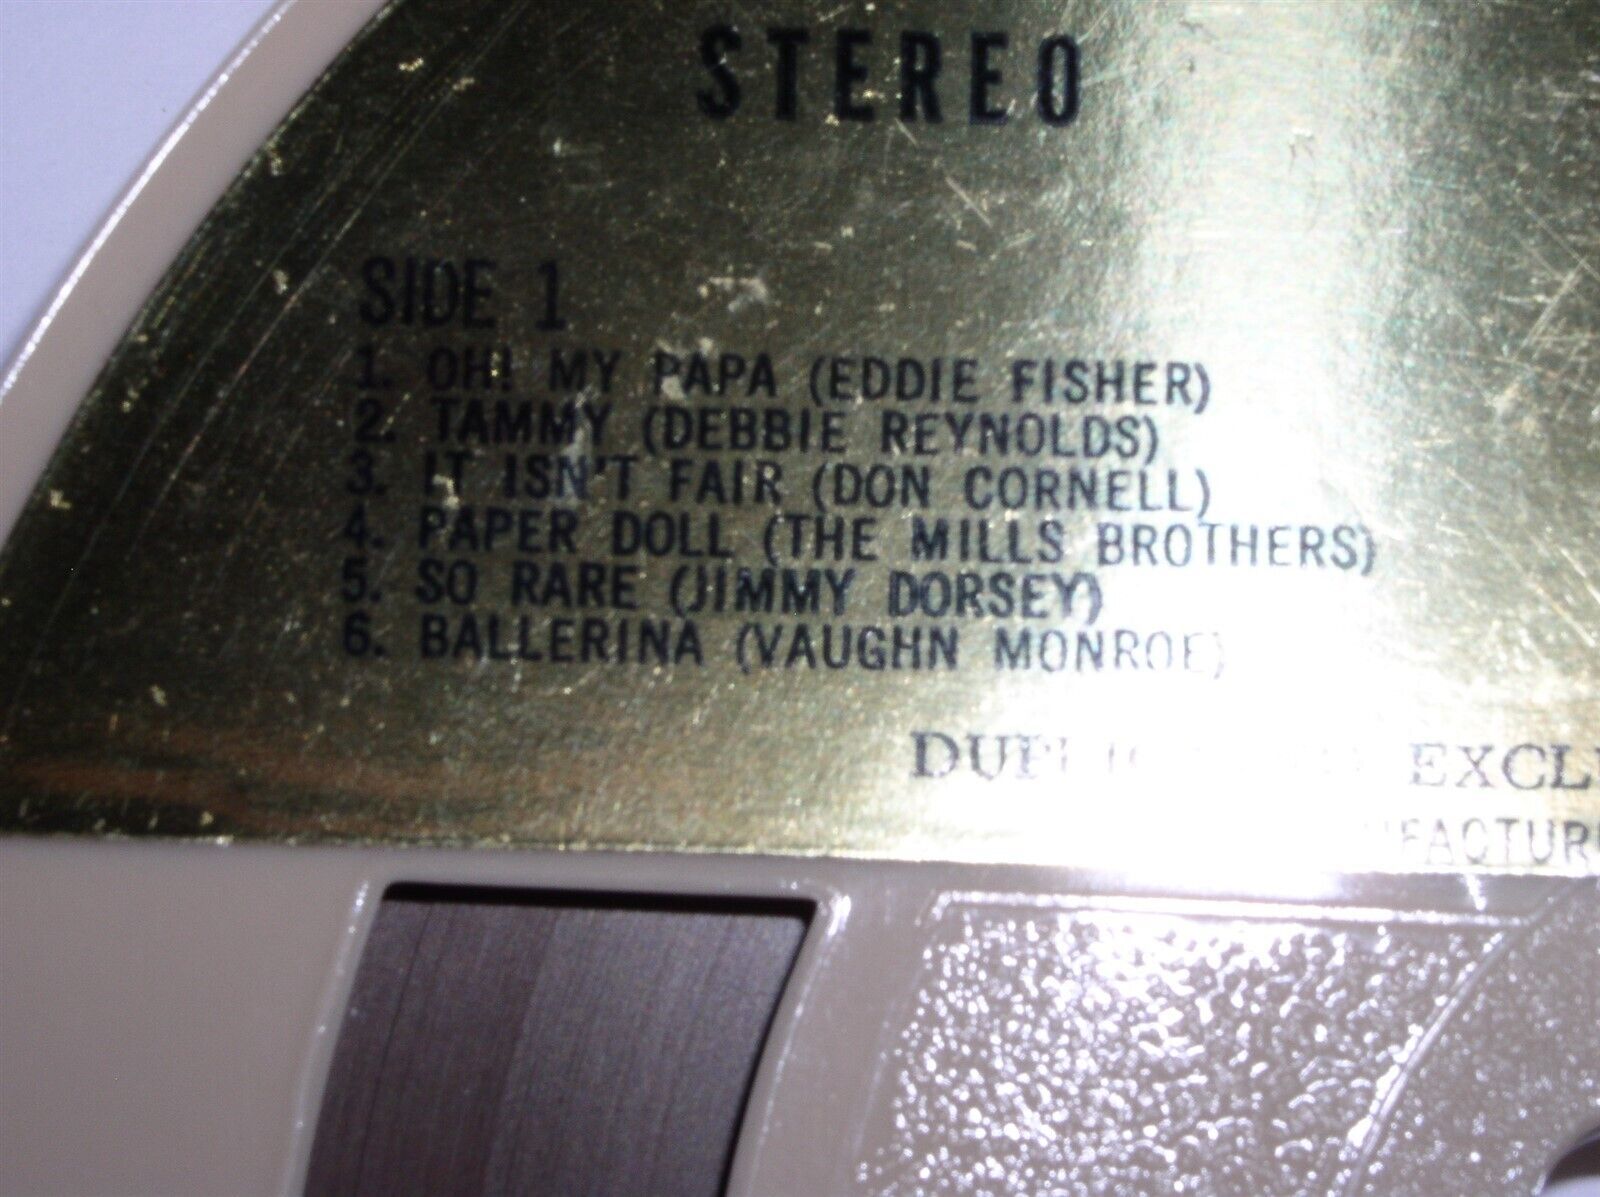 STEREO
SIDE 1
1. OH! MY PAPA (EDDIE FISHER)
2. TAMMY (DEBBIE REYNOLDS)
3. IT ISN'T FAIR (DON CORNELL)
4. PAPER DOLL (THE MILLS BROTHERS)
5. SO RARE (JIMMY DORSEY)
6. BALLERINA (VAUGHN MONROE)